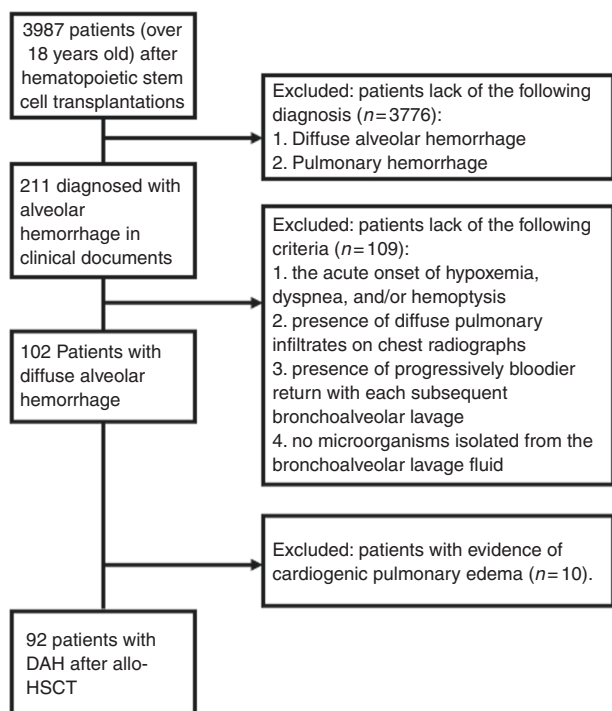 3987 patients (over
18 years old) after
hematopoietic stem
cell transplantations
Excluded: patients lack of the following
diagnosis (n=3776):
1. Diffuse alveolar hemorrhage
2. Pulmonary hemorrhage
211 diagnosed with
alveolar
hemorrhage in
clinical documents
Excluded: patients lack of the following
criteria (n=109):
1. the acute onset of hypoxemia,
dyspnea, and/or hemoptysis
2. presence of diffuse pulmonary
infiltrates on chest radiographs
3. presence of progressively bloodier
return with each subsequent
bronchoalveolar lavage
4. no microorganisms isolated from the
bronchoalveolar lavage fluid
102 Patients with
diffuse alveolar
hemorrhage
Excluded: patients with evidence of
cardiogenic pulmonary edema (n=10).
92 patients with
DAH after allo-
HSCT